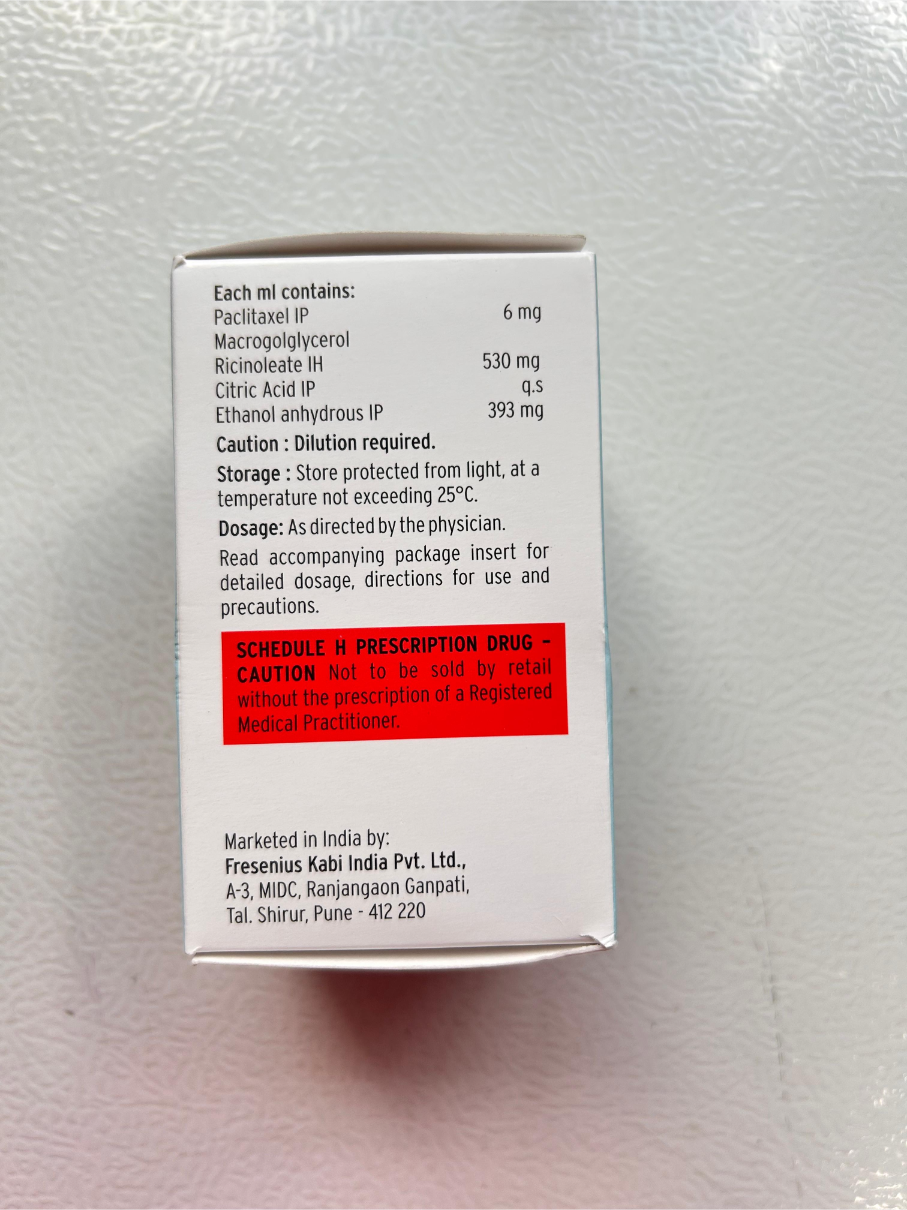 Each ml contains:
Paclitaxel IP 6 mg
Macrogolglycerol
Ricinoleate IH 530 mg
Citric Acid IP q.s
Ethanol anhydrous IP 393 mg
Caution : Dilution required.
Storage : Store protected from light, at a
temperature not exceeding 25°C.
Dosage: As directed by the physician.
Read accompanying package insert for
detailed dosage, directions for use and
precautions.
SCHEDULE H PRESCRIPTION DRUG –
CAUTION Not to be sold by retail
without the prescription of a Registered
Medical Practitioner.
Marketed in India by:
Fresenius Kabi India Pvt. Ltd.,
A-3, MIDC, Ranjangaon Ganpati,
Tal. Shirur, Pune - 412 220